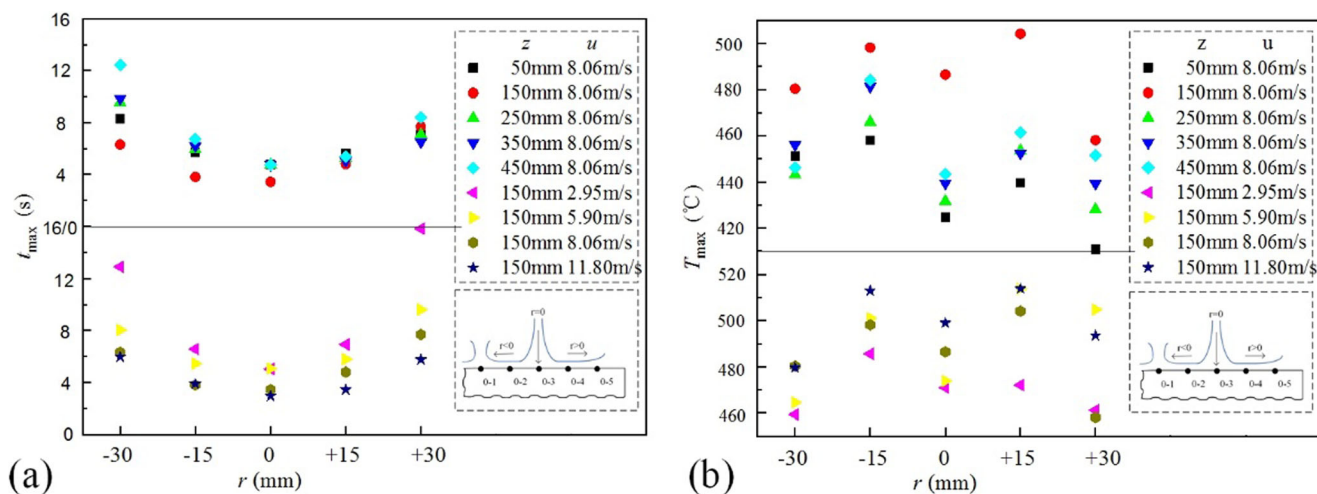 16
12
8
4
16/0
12
8
4
0
t_max (s)
-30 -15 0 +15 +30
r (mm)
(a)
z u
50mm 8.06m/s
150mm 8.06m/s
250mm 8.06m/s
350mm 8.06m/s
450mm 8.06m/s
150mm 2.95m/s
150mm 5.90m/s
150mm 8.06m/s
150mm 11.80m/s
r=0
r<0 r>0
0-1 0-2 0-3 0-4 0-5
500
480
460
440
420
520
500
480
460
T_max (℃)
-30 -15 0 +15 +30
r (mm)
(b)
z u
50mm 8.06m/s
150mm 8.06m/s
250mm 8.06m/s
350mm 8.06m/s
450mm 8.06m/s
150mm 2.95m/s
150mm 5.90m/s
150mm 8.06m/s
150mm 11.80m/s
r=0
r<0 r>0
0-1 0-2 0-3 0-4 0-5